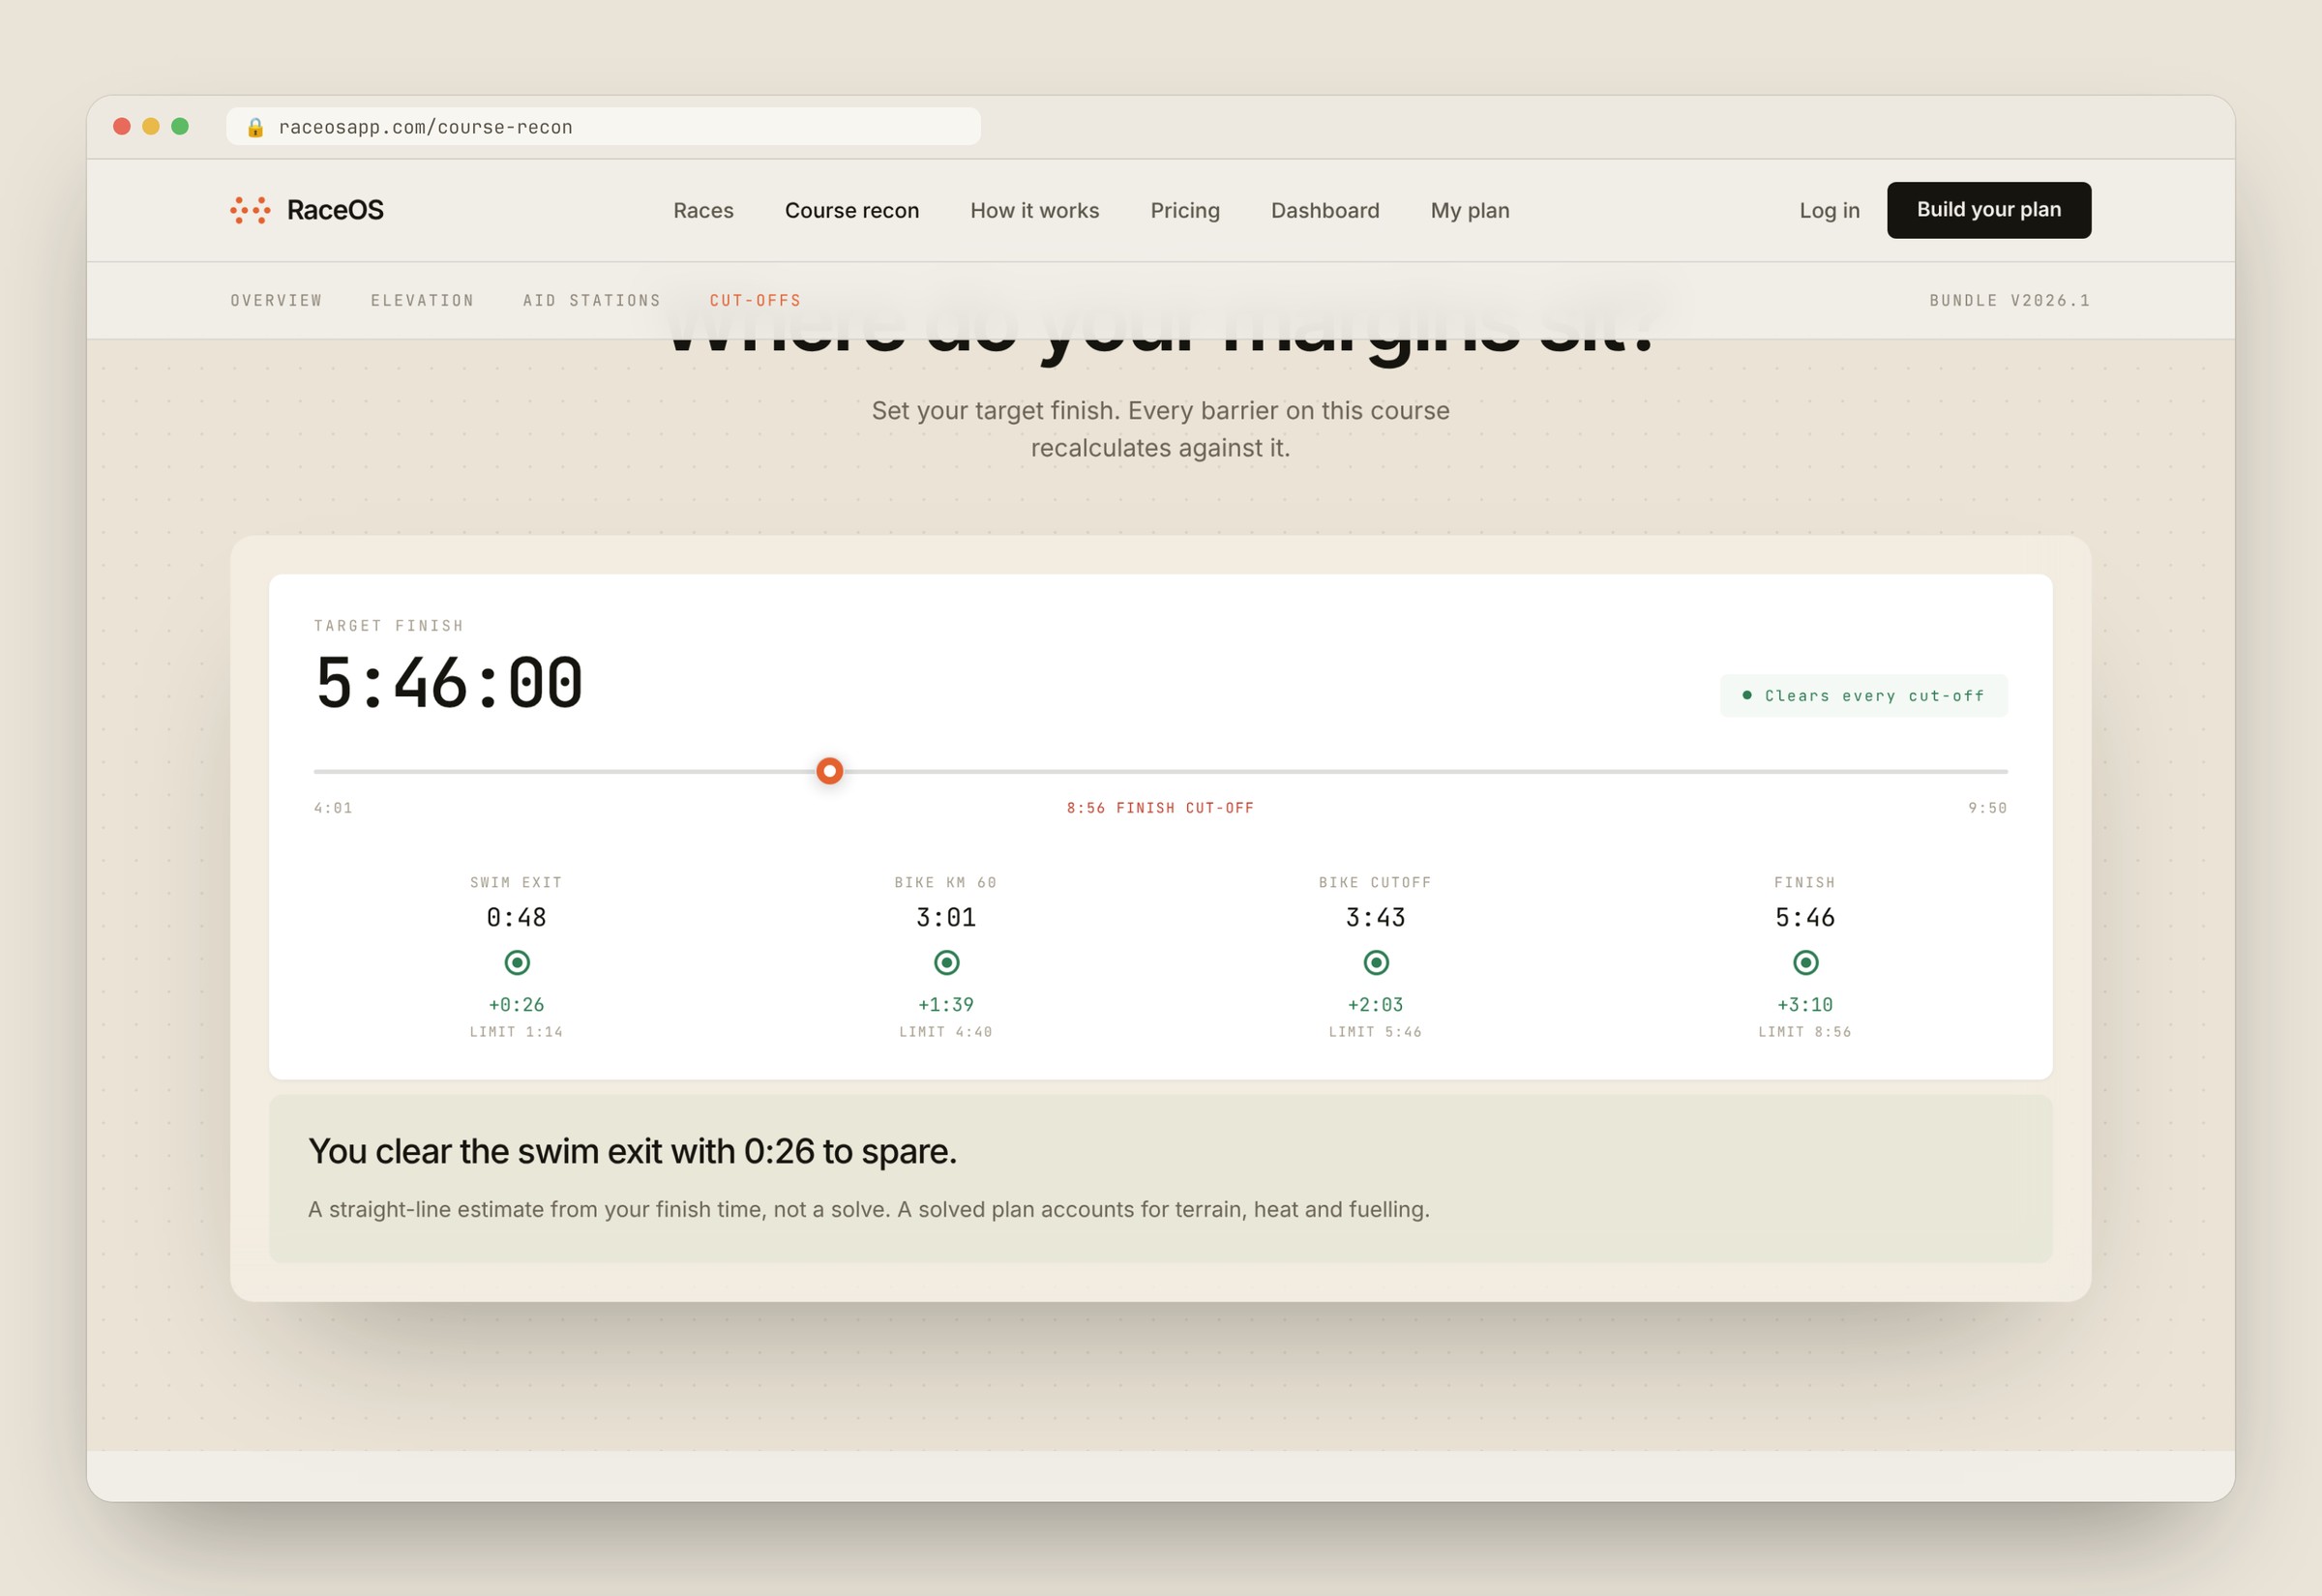 raceosapp.com/course-recon
RaceOS
Races Course recon How it works Pricing Dashboard My plan Log in Build your plan
OVERVIEW ELEVATION AID STATIONS CUT-OFFS BUNDLE V2026.1
Where do your margins sit?
Set your target finish. Every barrier on this course
recalculates against it.
TARGET FINISH
5:46:00
Clears every cut-off
4:01 8:56 FINISH CUT-OFF 9:50
SWIM EXIT BIKE KM 60 BIKE CUTOFF FINISH
0:48 3:01 3:43 5:46
+0:26 +1:39 +2:03 +3:10
LIMIT 1:14 LIMIT 4:40 LIMIT 5:46 LIMIT 8:56
You clear the swim exit with 0:26 to spare.
A straight-line estimate from your finish time, not a solve. A solved plan accounts for terrain, heat and fuelling.